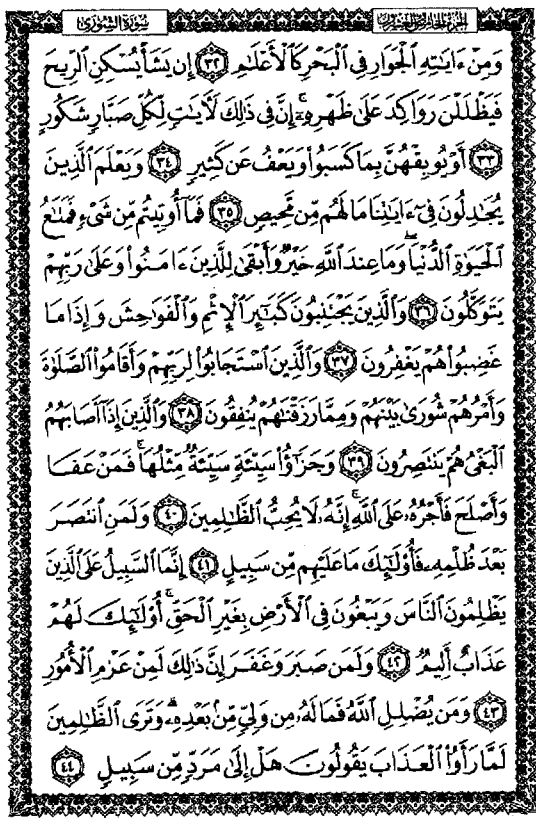 سُورَةُ الشُّورَىٰ
الجزء الخامس والعشرون
وَمِنْ ءَايَـٰتِهِ ٱلْجَوَارِ فِى ٱلْبَحْرِ كَٱلْأَعْلَـٰمِ ۝٣٢ إِن يَشَأْ يُسْكِنِ ٱلرِّيحَ
فَيَظْلَلْنَ رَوَاكِدَ عَلَىٰ ظَهْرِهِۦٓ ۚ إِنَّ فِى ذَٰلِكَ لَـَٔايَـٰتٍ لِّكُلِّ صَبَّارٍ شَكُورٍ
۝٣٣ أَوْ يُوبِقْهُنَّ بِمَا كَسَبُوا۟ وَيَعْفُ عَن كَثِيرٍ ۝٣٤ وَيَعْلَمَ ٱلَّذِينَ
يُجَـٰدِلُونَ فِىٓ ءَايَـٰتِنَا مَا لَهُم مِّن مَّحِيصٍ ۝٣٥ فَمَآ أُوتِيتُم مِّن شَىْءٍ فَمَتَـٰعُ
ٱلْحَيَوٰةِ ٱلدُّنْيَا ۖ وَمَا عِندَ ٱللَّهِ خَيْرٌ وَأَبْقَىٰ لِلَّذِينَ ءَامَنُوا۟ وَعَلَىٰ رَبِّهِمْ
يَتَوَكَّلُونَ ۝٣٦ وَٱلَّذِينَ يَجْتَنِبُونَ كَبَـٰٓئِرَ ٱلْإِثْمِ وَٱلْفَوَٰحِشَ وَإِذَا مَا
غَضِبُوا۟ هُمْ يَغْفِرُونَ ۝٣٧ وَٱلَّذِينَ ٱسْتَجَابُوا۟ لِرَبِّهِمْ وَأَقَامُوا۟ ٱلصَّلَوٰةَ
وَأَمْرُهُمْ شُورَىٰ بَيْنَهُمْ وَمِمَّا رَزَقْنَـٰهُمْ يُنفِقُونَ ۝٣٨ وَٱلَّذِينَ إِذَآ أَصَابَهُمُ
ٱلْبَغْىُ هُمْ يَنتَصِرُونَ ۝٣٩ وَجَزَٰٓؤُا۟ سَيِّئَةٍ سَيِّئَةٌ مِّثْلُهَا ۖ فَمَنْ عَفَا
وَأَصْلَحَ فَأَجْرُهُۥ عَلَى ٱللَّهِ ۚ إِنَّهُۥ لَا يُحِبُّ ٱلظَّـٰلِمِينَ ۝٤٠ وَلَمَنِ ٱنتَصَرَ
بَعْدَ ظُلْمِهِۦ فَأُو۟لَـٰٓئِكَ مَا عَلَيْهِم مِّن سَبِيلٍ ۝٤١ إِنَّمَا ٱلسَّبِيلُ عَلَى ٱلَّذِينَ
يَظْلِمُونَ ٱلنَّاسَ وَيَبْغُونَ فِى ٱلْأَرْضِ بِغَيْرِ ٱلْحَقِّ ۚ أُو۟لَـٰٓئِكَ لَهُمْ
عَذَابٌ أَلِيمٌ ۝٤٢ وَلَمَن صَبَرَ وَغَفَرَ إِنَّ ذَٰلِكَ لَمِنْ عَزْمِ ٱلْأُمُورِ
۝٤٣ وَمَن يُضْلِلِ ٱللَّهُ فَمَا لَهُۥ مِن وَلِىٍّ مِّنۢ بَعْدِهِۦ ۗ وَتَرَى ٱلظَّـٰلِمِينَ
لَمَّا رَأَوُا۟ ٱلْعَذَابَ يَقُولُونَ هَلْ إِلَىٰ مَرَدٍّ مِّن سَبِيلٍ ۝٤٤